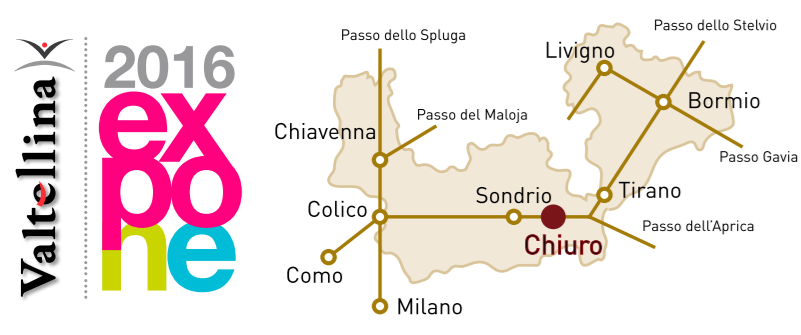 Valtellina
2016
ex
po
ne
Passo dello Spluga
Passo dello Stelvio
Livigno
Bormio
Passo del Maloja
Chiavenna
Passo Gavia
Tirano
Sondrio
Colico
Passo dell'Aprica
Chiuro
Como
Milano